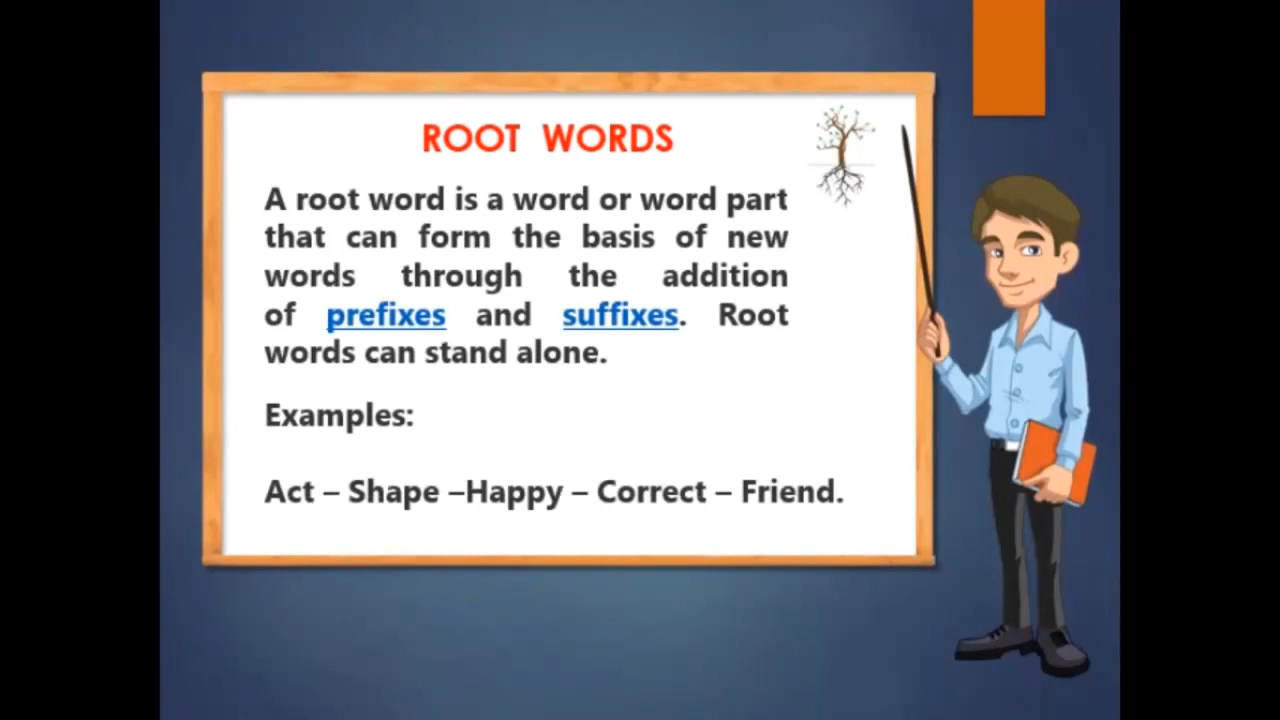 ROOT WORDS
A root word is a word or word part
that can form the basis of new
words through the addition
of prefixes and suffixes. Root
words can stand alone.
Examples:
Act – Shape –Happy – Correct – Friend.